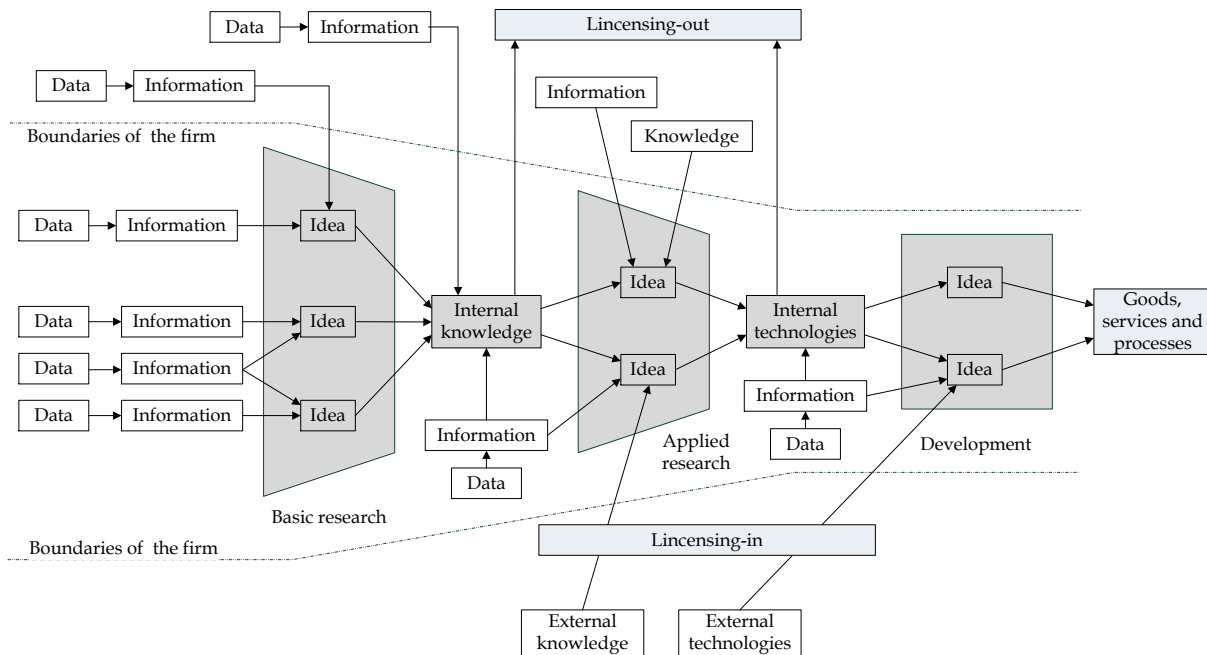 Data
Information
Lincensing-out
Data
Information
Information
Boundaries of the firm
Knowledge
Data
Information
Idea
Idea
Idea
Internal
knowledge
Internal
technologies
Goods,
services and
processes
Data
Information
Idea
Data
Information
Idea
Idea
Data
Information
Idea
Information
Data
Information
Data
Applied
research
Development
Basic research
Boundaries of the firm
Lincensing-in
External
knowledge
External
technologies